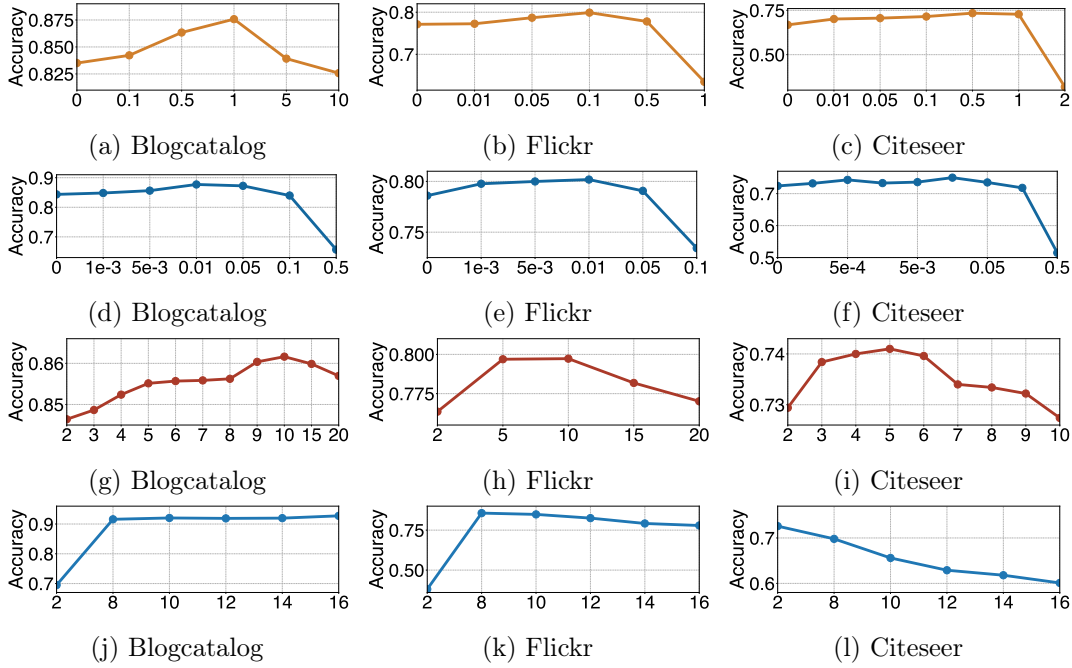 Accuracy
0.875
0.850
0.825
0 0.1 0.5 1 5 10
(a) Blogcatalog
Accuracy
0.8
0.7
0 0.01 0.05 0.1 0.5 1
(b) Flickr
Accuracy
0.75
0.50
0 0.01 0.05 0.1 0.5 1 2
(c) Citeseer
Accuracy
0.9
0.8
0.7
0 1e-3 5e-3 0.01 0.05 0.1 0.5
(d) Blogcatalog
Accuracy
0.80
0.75
0 1e-3 5e-3 0.01 0.05 0.1
(e) Flickr
Accuracy
0.7
0.6
0.5
0 5e-4 5e-3 0.05 0.5
(f) Citeseer
Accuracy
0.86
0.85
2 3 4 5 6 7 8 9 10 15 20
(g) Blogcatalog
Accuracy
0.800
0.775
2 5 10 15 20
(h) Flickr
Accuracy
0.74
0.73
2 3 4 5 6 7 8 9 10
(i) Citeseer
Accuracy
0.9
0.8
0.7
2 8 10 12 14 16
(j) Blogcatalog
Accuracy
0.75
0.50
2 8 10 12 14 16
(k) Flickr
Accuracy
0.7
0.6
2 8 10 12 14 16
(l) Citeseer